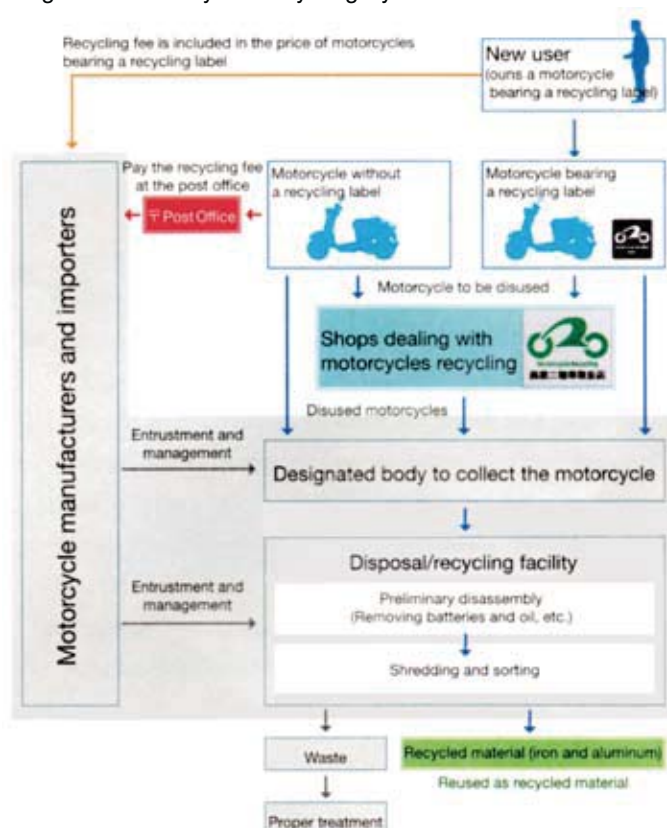 Recycling fee is included in the price of motorcycles
bearing a recycling label
New user
(ouns a motorcycle
bearing a recycling label)
Pay the recycling fee
at the post office
〒Post Office
Motorcycle without
a recycling label
Motorcycle bearing
a recycling label
Motorcycle to be disused
Shops dealing with
motorcycles recycling
Disused motorcycles
Motorcycle manufacturers and importers
Entrustment and
management
Designated body to collect the motorcycle
Entrustment and
management
Disposal/recycling facility
Preliminary disassembly
(Removing batteries and oil, etc.)
Shredding and sorting
Waste
Recycled material (iron and aluminum)
Reused as recycled material
Proper treatment